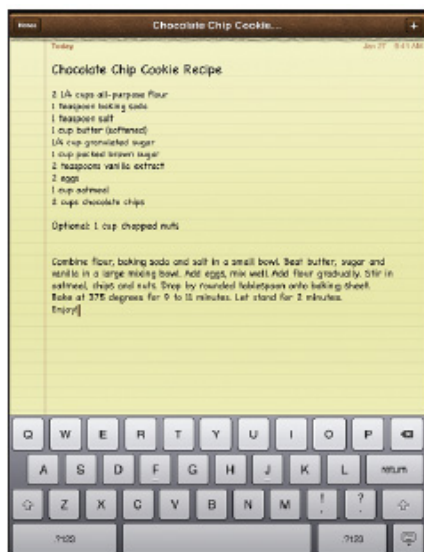 Notes
Chocolate Chip Cookie...
+
Today
Jan 27 9:41 AM
Chocolate Chip Cookie Recipe
2 1/4 cups all-purpose flour
1 teaspoon baking soda
1 teaspoon salt
1 cup butter (softened)
1/4 cup granulated sugar
1 cup packed brown sugar
2 teaspoons vanilla extract
2 eggs
1 cup oatmeal
2 cups chocolate chips
Optional: 1 cup chopped nuts
Combine flour, baking soda and salt in a small bowl. Beat butter, sugar and
vanilla in a large mixing bowl. Add eggs, mix well. Add flour gradually. Stir in
oatmeal, chips and nuts. Drop by rounded tablespoon onto baking sheet.
Bake at 375 degrees for 9 to 11 minutes. Let stand for 2 minutes.
Enjoy!
Q W E R T Y U I O P
A S D F G H J K L return
Z X C V B N M ! , ? .
.?123 .?123